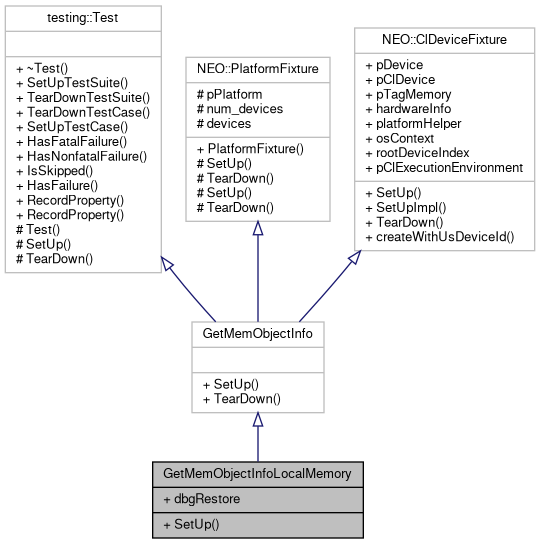 testing::Test
+ ~Test()
+ SetUpTestSuite()
+ TearDownTestSuite()
+ TearDownTestCase()
+ SetUpTestCase()
+ HasFatalFailure()
+ HasNonfatalFailure()
+ IsSkipped()
+ HasFailure()
+ RecordProperty()
+ RecordProperty()
# Test()
# SetUp()
# TearDown()
NEO::PlatformFixture
# pPlatform
# num_devices
# devices
+ PlatformFixture()
# SetUp()
# TearDown()
# SetUp()
# TearDown()
NEO::ClDeviceFixture
+ pDevice
+ pClDevice
+ pTagMemory
+ hardwareInfo
+ platformHelper
+ osContext
+ rootDeviceIndex
+ pClExecutionEnvironment
+ SetUp()
+ SetUpImpl()
+ TearDown()
+ createWithUsDeviceId()
GetMemObjectInfo
+ SetUp()
+ TearDown()
GetMemObjectInfoLocalMemory
+ dbgRestore
+ SetUp()